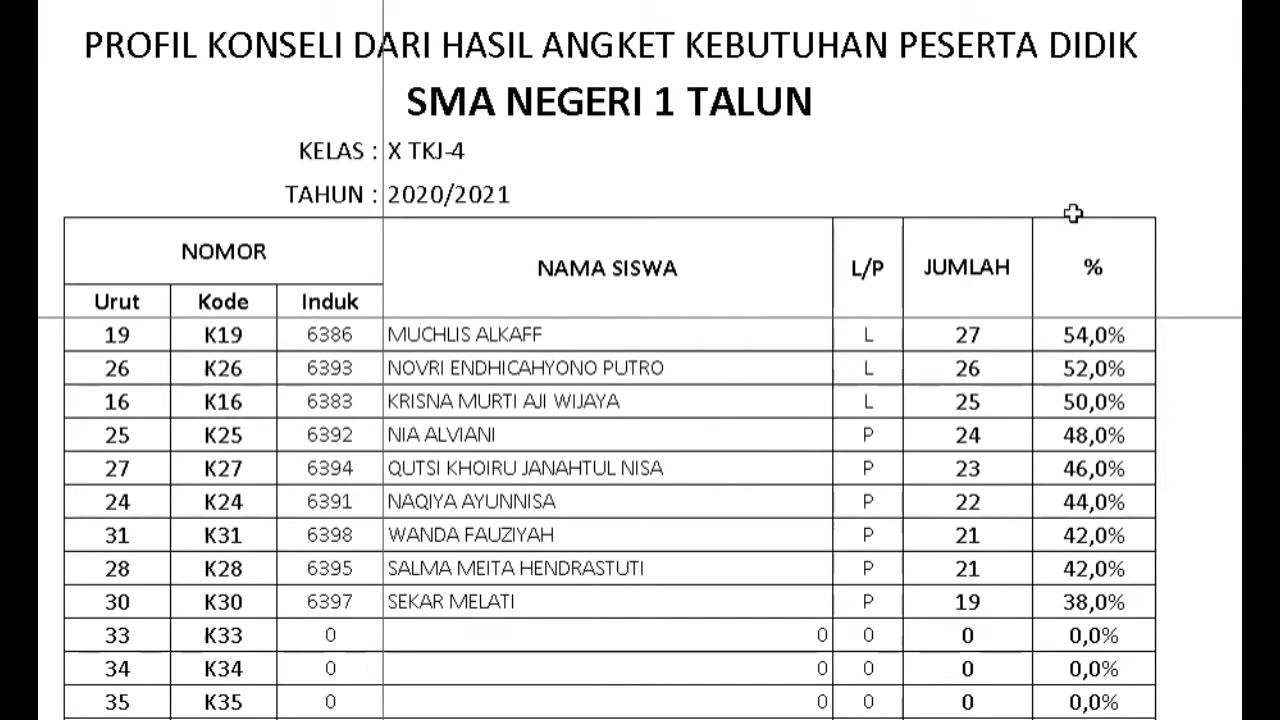 PROFIL KONSELI DARI HASIL ANGKET KEBUTUHAN PESERTA DIDIK
SMA NEGERI 1 TALUN
KELAS : X TKJ-4
TAHUN : 2020/2021
NOMOR NAMA SISWA L/P JUMLAH %
Urut Kode Induk
19 K19 6386 MUCHLIS ALKAFF L 27 54,0%
26 K26 6393 NOVRI ENDHICAHYONO PUTRO L 26 52,0%
16 K16 6383 KRISNA MURTI AJI WIJAYA L 25 50,0%
25 K25 6392 NIA ALVIANI P 24 48,0%
27 K27 6394 QUTSI KHOIRU JANAHTUL NISA P 23 46,0%
24 K24 6391 NAQIYA AYUNNISA P 22 44,0%
31 K31 6398 WANDA FAUZIYAH P 21 42,0%
28 K28 6395 SALMA MEITA HENDRASTUTI P 21 42,0%
30 K30 6397 SEKAR MELATI P 19 38,0%
33 K33 0 0 0 0 0,0%
34 K34 0 0 0 0 0,0%
35 K35 0 0 0 0 0,0%